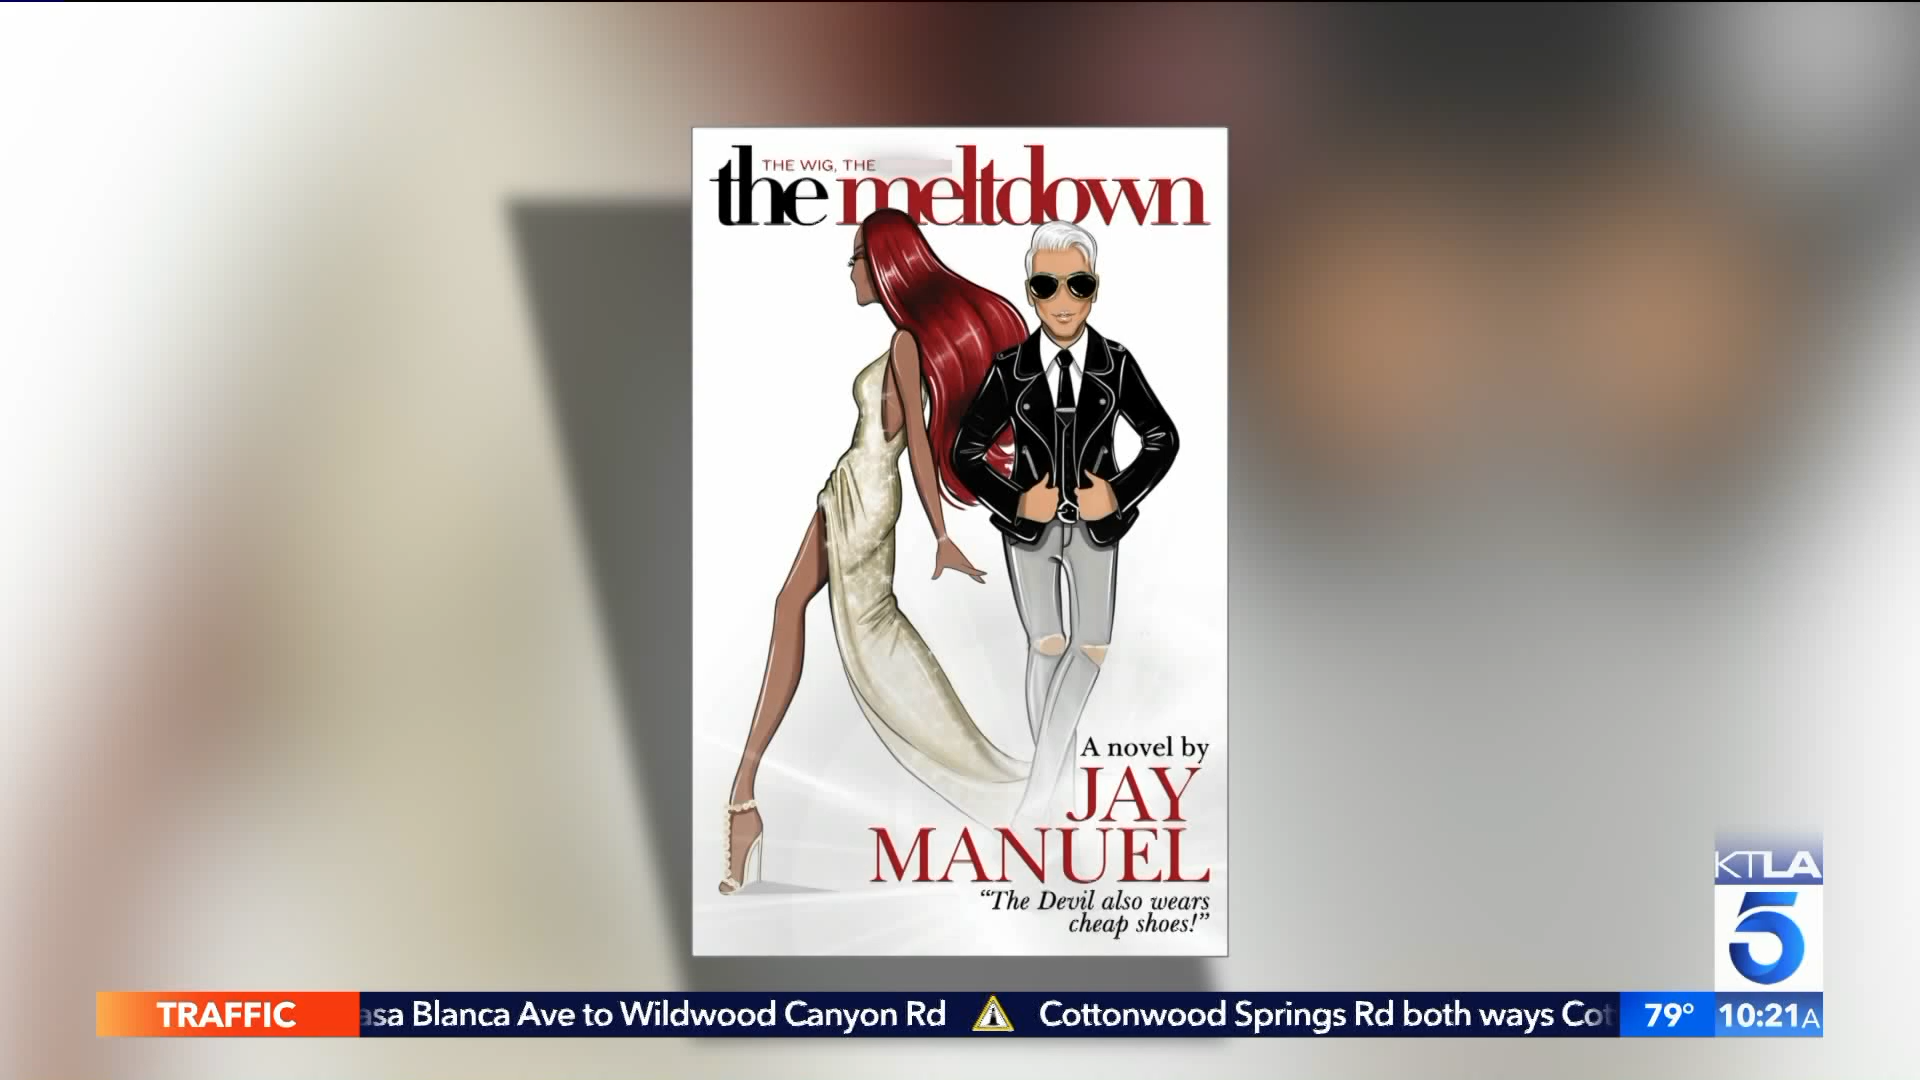 THE WIG, THE
the meltdown
A novel by
JAY
MANUEL
“The Devil also wears
cheap shoes!”
KTLA
5
TRAFFIC
asa Blanca Ave to Wildwood Canyon Rd
Cottonwood Springs Rd both ways Cot
79°
10:21A